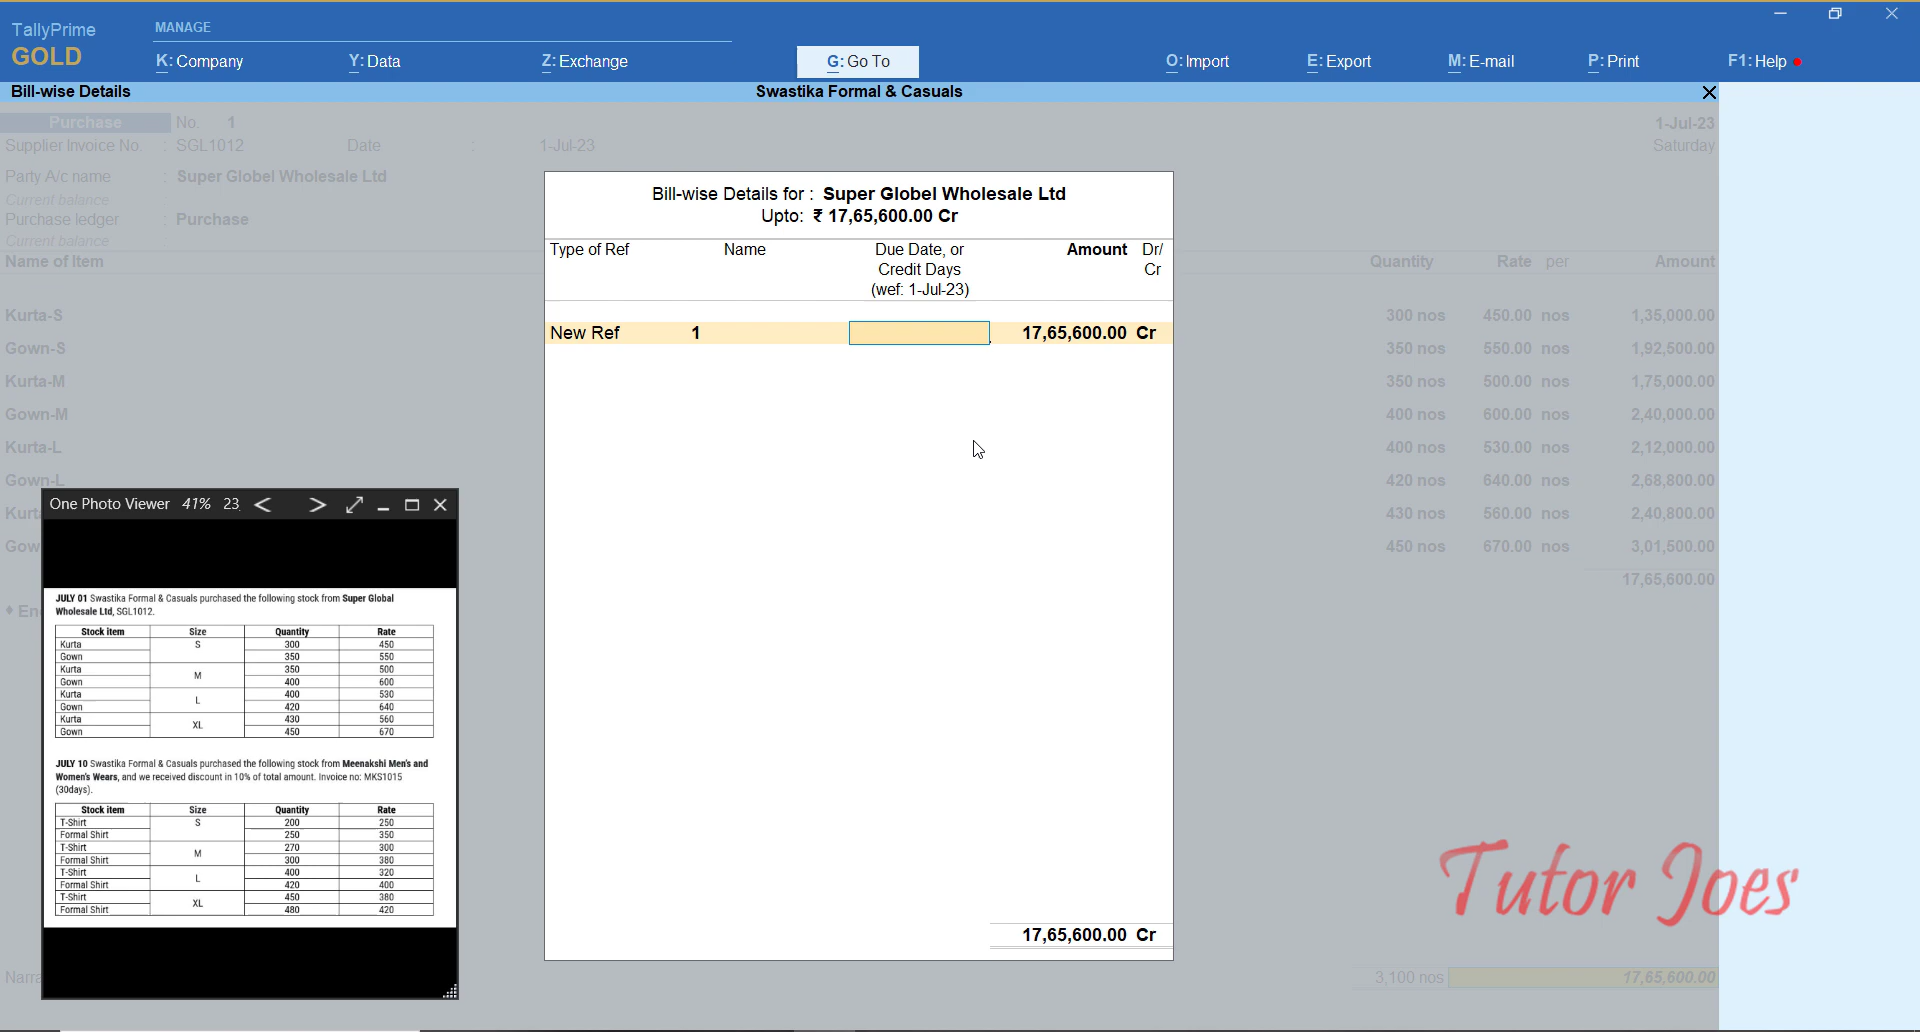 TallyPrime
GOLD
MANAGE
K: Company
Y: Data
Z: Exchange
G: Go To
O: Import
E: Export
M: E-mail
P: Print
F1: Help
Bill-wise Details
Swastika Formal & Casuals
Purchase No. 1
1-Jul-23
Supplier Invoice No. : SGL1012 Date : 1-Jul-23
Saturday
Party A/c name : Super Globel Wholesale Ltd
Current balance
Purchase ledger : Purchase
Current balance
Name of Item Quantity Rate per Amount
Kurta-S 300 nos 450.00 nos 1,35,000.00
Gown-S 350 nos 550.00 nos 1,92,500.00
Kurta-M 350 nos 500.00 nos 1,75,000.00
Gown-M 400 nos 600.00 nos 2,40,000.00
Kurta-L 400 nos 530.00 nos 2,12,000.00
Gown-L 420 nos 640.00 nos 2,68,800.00
Kurt 430 nos 560.00 nos 2,40,800.00
Gow 450 nos 670.00 nos 3,01,500.00
17,65,600.00
♦ En
Narra
3,100 nos 17,65,600.00
Bill-wise Details for : Super Globel Wholesale Ltd
Upto: ₹ 17,65,600.00 Cr
Type of Ref Name Due Date, or Amount Dr/
Credit Days Cr
(wef: 1-Jul-23)
New Ref 1 17,65,600.00 Cr
17,65,600.00 Cr
One Photo Viewer 41% 23
JULY 01 Swastika Formal & Casuals purchased the following stock from Super Global
Wholesale Ltd, SGL1012.
Stock item Size Quantity Rate
Kurta S 300 450
Gown 350 550
Kurta M 350 500
Gown 400 600
Kurta L 400 530
Gown 420 640
Kurta XL 430 560
Gown 450 670
JULY 10 Swastika Formal & Casuals purchased the following stock from Meenakshi Men's and
Women's Wears, and we received discount in 10% of total amount. Invoice no: MKS1015
(30days).
Stock item Size Quantity Rate
T-Shirt S 200 250
Formal Shirt 250 350
T-Shirt M 270 300
Formal Shirt 300 380
T-Shirt L 400 320
Formal Shirt 420 400
T-Shirt XL 450 380
Formal Shirt 480 420
Tutor Joes